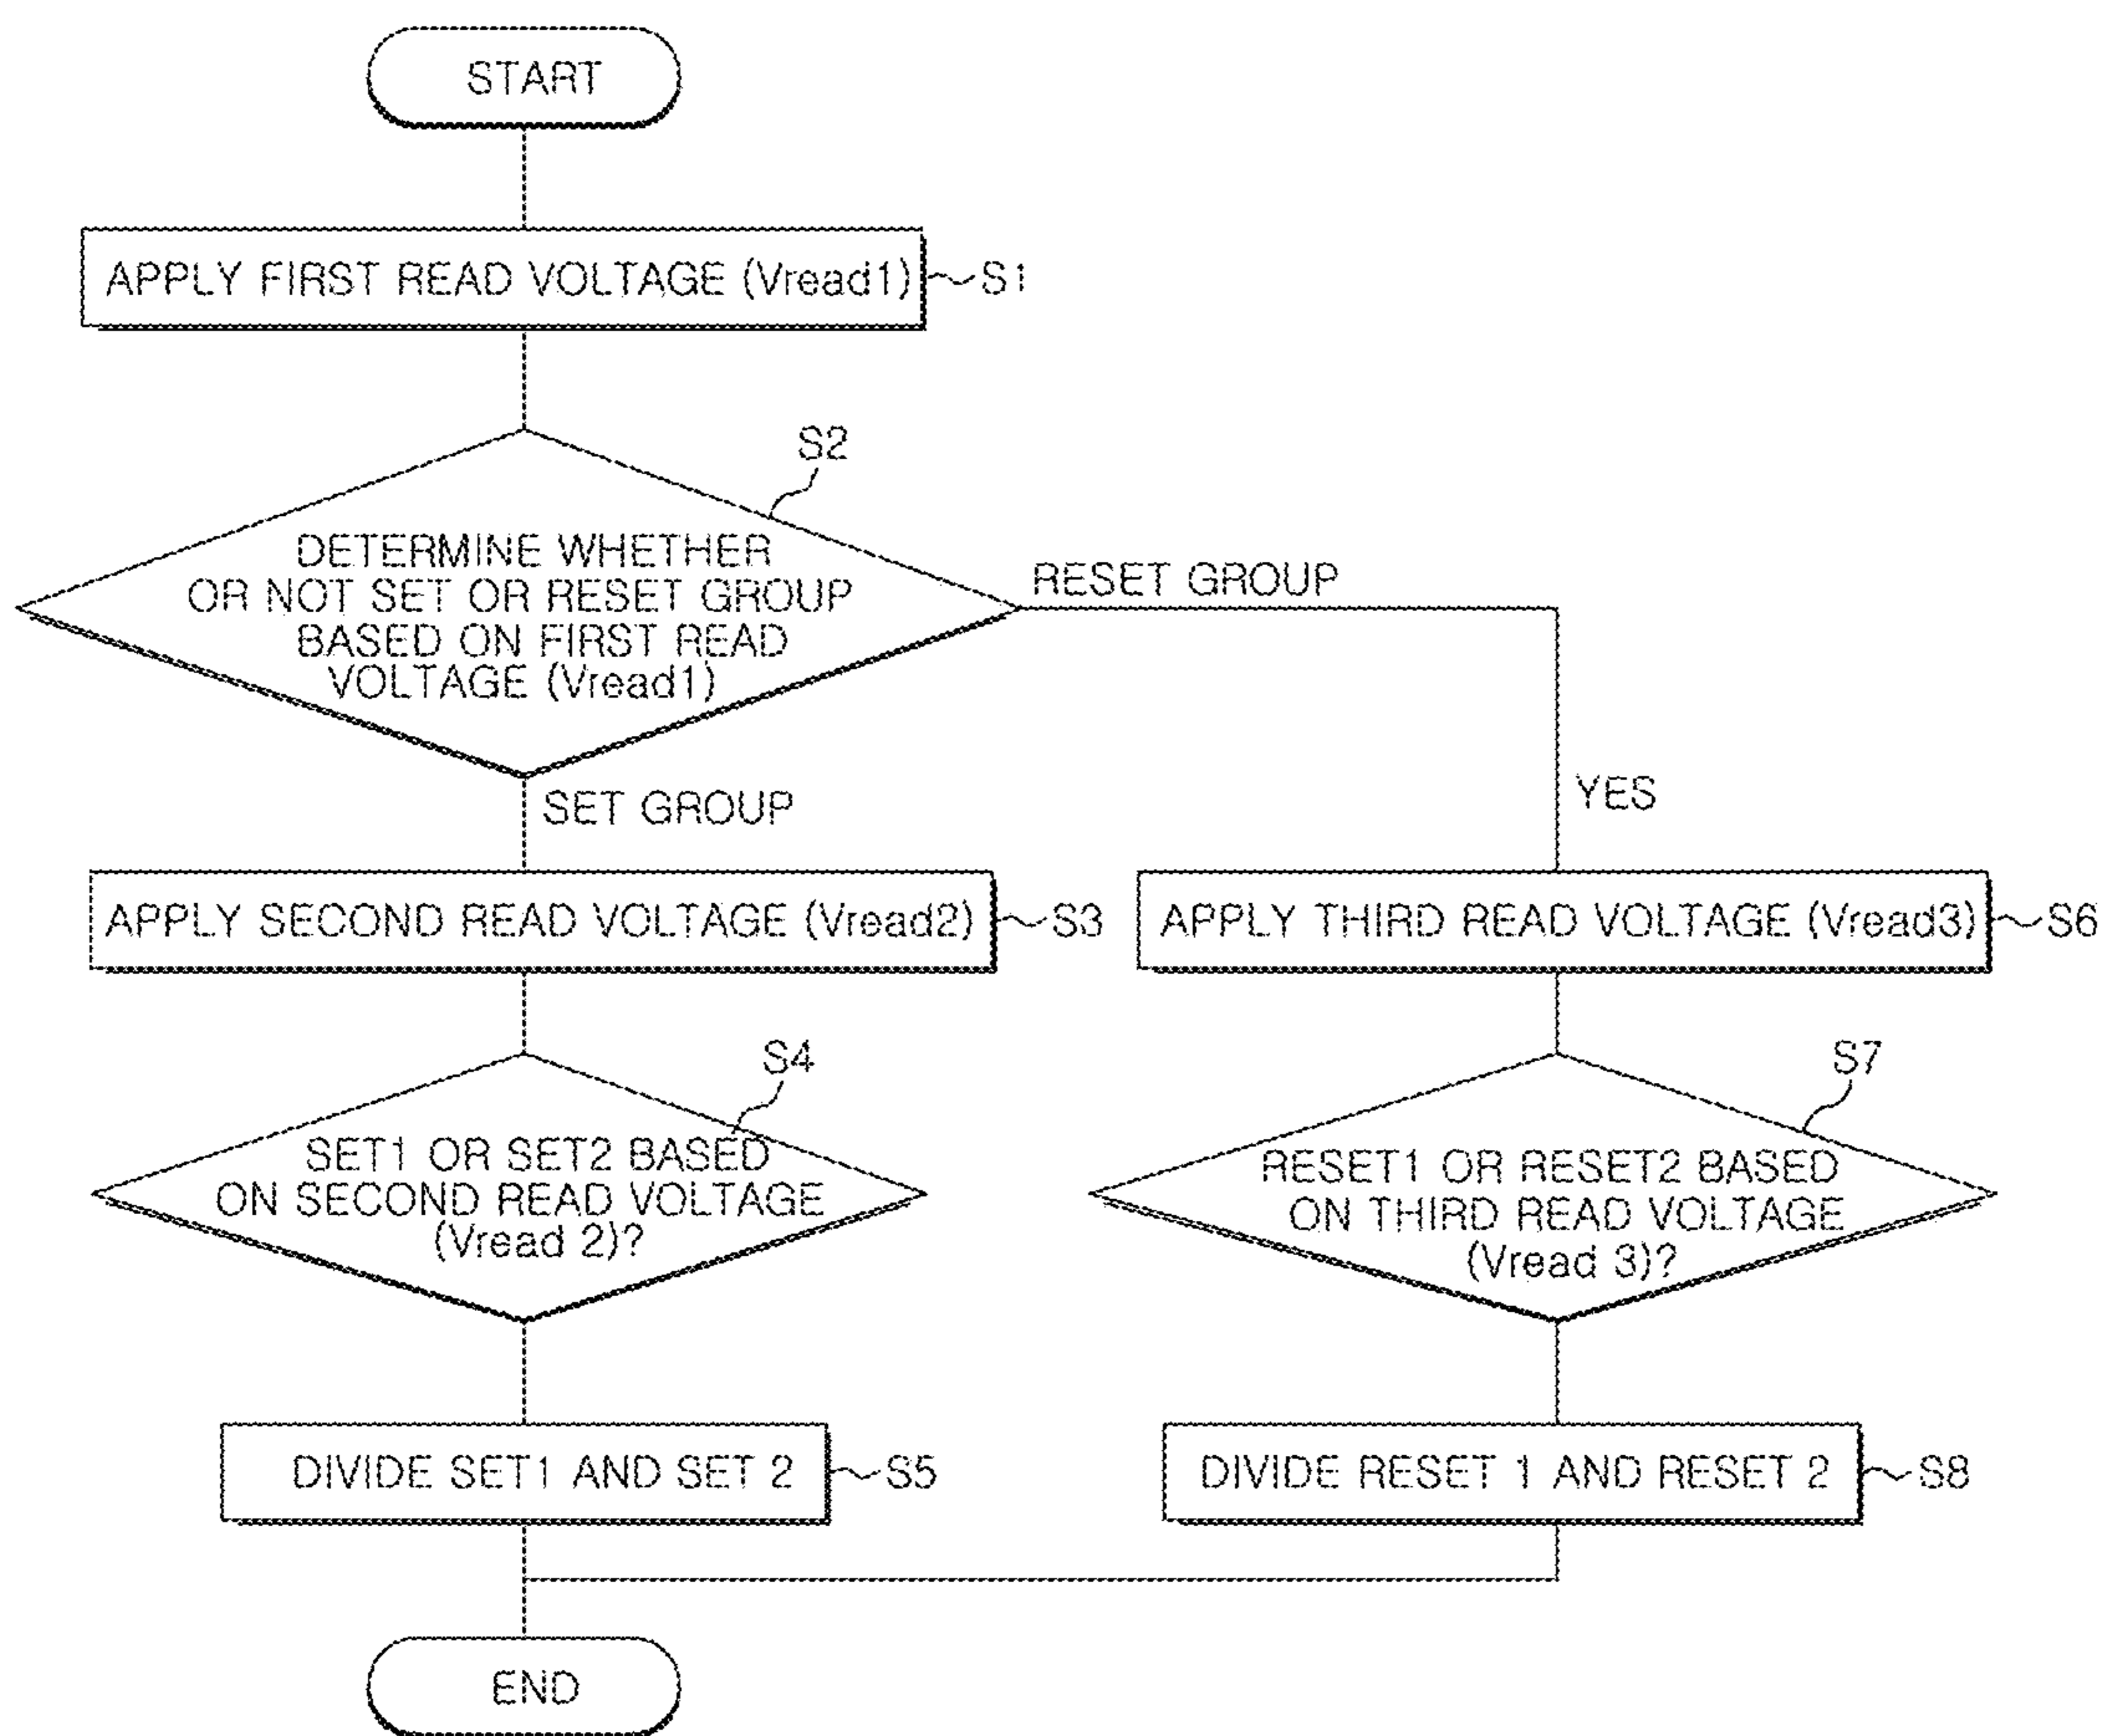 START
APPLY FIRST READ VOLTAGE (Vread1)
S1
S2
DETERMINE WHETHER
OR NOT SET OR RESET GROUP
BASED ON FIRST READ
VOLTAGE (Vread1)
RESET GROUP
SET GROUP
YES
APPLY SECOND READ VOLTAGE (Vread2)
S3
APPLY THIRD READ VOLTAGE (Vread3)
S6
S4
SET1 OR SET2 BASED
ON SECOND READ VOLTAGE
(Vread 2)?
S7
RESET1 OR RESET2 BASED
ON THIRD READ VOLTAGE
(Vread 3)?
DIVIDE SET1 AND SET 2
S5
DIVIDE RESET 1 AND RESET 2
S8
END